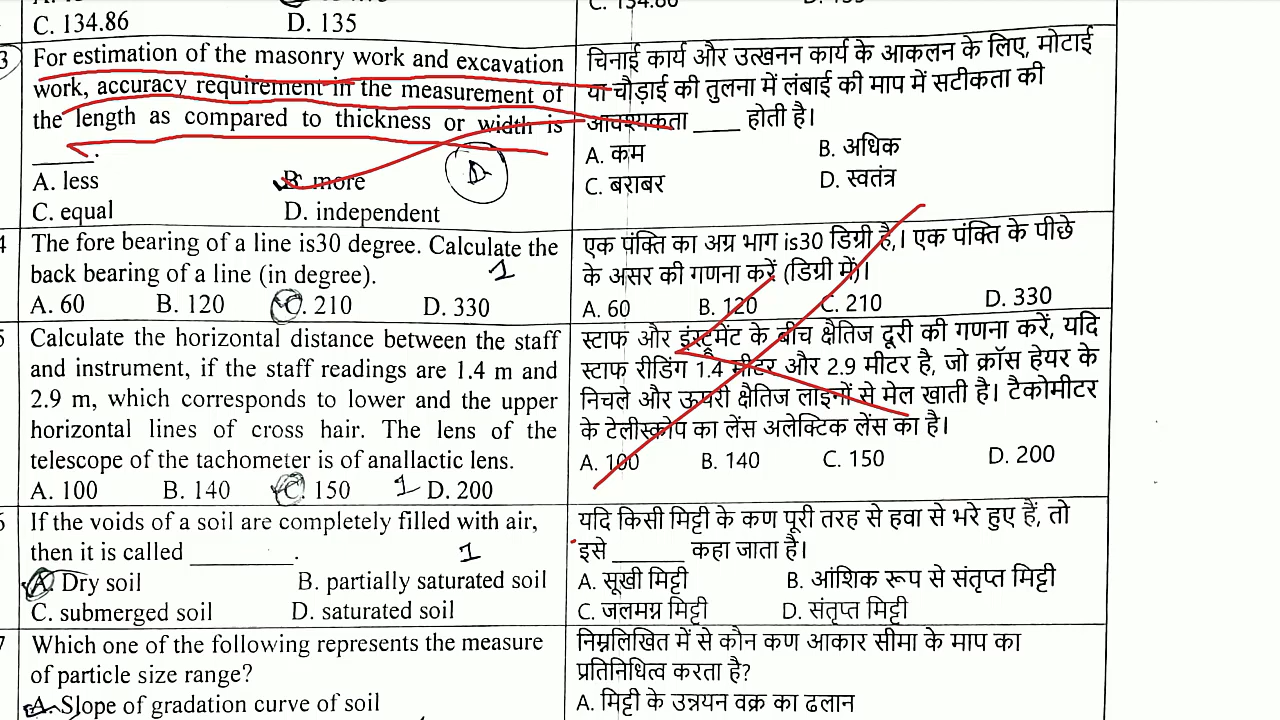 C. 134.86 D. 135
3 For estimation of the masonry work and excavation
work, accuracy requirement in the measurement of
the length as compared to thickness or width is
______.
A. less B. more
C. equal D. independent
D
चिनाई कार्य और उत्खनन कार्य के आकलन के लिए, मोटाई
या चौड़ाई की तुलना में लंबाई की माप में सटीकता की
आवश्यकता ____ होती है।
A. कम B. अधिक
C. बराबर D. स्वतंत्र
4 The fore bearing of a line is30 degree. Calculate the
back bearing of a line (in degree). 1
A. 60 B. 120 C. 210 D. 330
एक पंक्ति का अग्र भाग is30 डिग्री है,। एक पंक्ति के पीछे
के असर की गणना करें (डिग्री में)।
A. 60 B. 120 C. 210 D. 330
5 Calculate the horizontal distance between the staff
and instrument, if the staff readings are 1.4 m and
2.9 m, which corresponds to lower and the upper
horizontal lines of cross hair. The lens of the
telescope of the tachometer is of anallactic lens.
A. 100 B. 140 C. 150 1 D. 200
स्टाफ और इंस्ट्रूमेंट के बीच क्षैतिज दूरी की गणना करें, यदि
स्टाफ रीडिंग 1.4 मीटर और 2.9 मीटर है, जो क्रॉस हेयर के
निचले और ऊपरी क्षैतिज लाइनों से मेल खाती है। टैकोमीटर
के टेलीस्कोप का लेंस अलेक्टिक लेंस का है।
A. 100 B. 140 C. 150 D. 200
6 If the voids of a soil are completely filled with air,
then it is called __________. 1
A. Dry soil B. partially saturated soil
C. submerged soil D. saturated soil
यदि किसी मिट्टी के कण पूरी तरह से हवा से भरे हुए हैं, तो
इसे _______ कहा जाता है।
A. सूखी मिट्टी B. आंशिक रूप से संतृप्त मिट्टी
C. जलमग्न मिट्टी D. संतृप्त मिट्टी
7 Which one of the following represents the measure
of particle size range?
A. Slope of gradation curve of soil
निम्नलिखित में से कौन कण आकार सीमा के माप का
प्रतिनिधित्व करता है?
A. मिट्टी के उन्नयन वक्र का ढलान